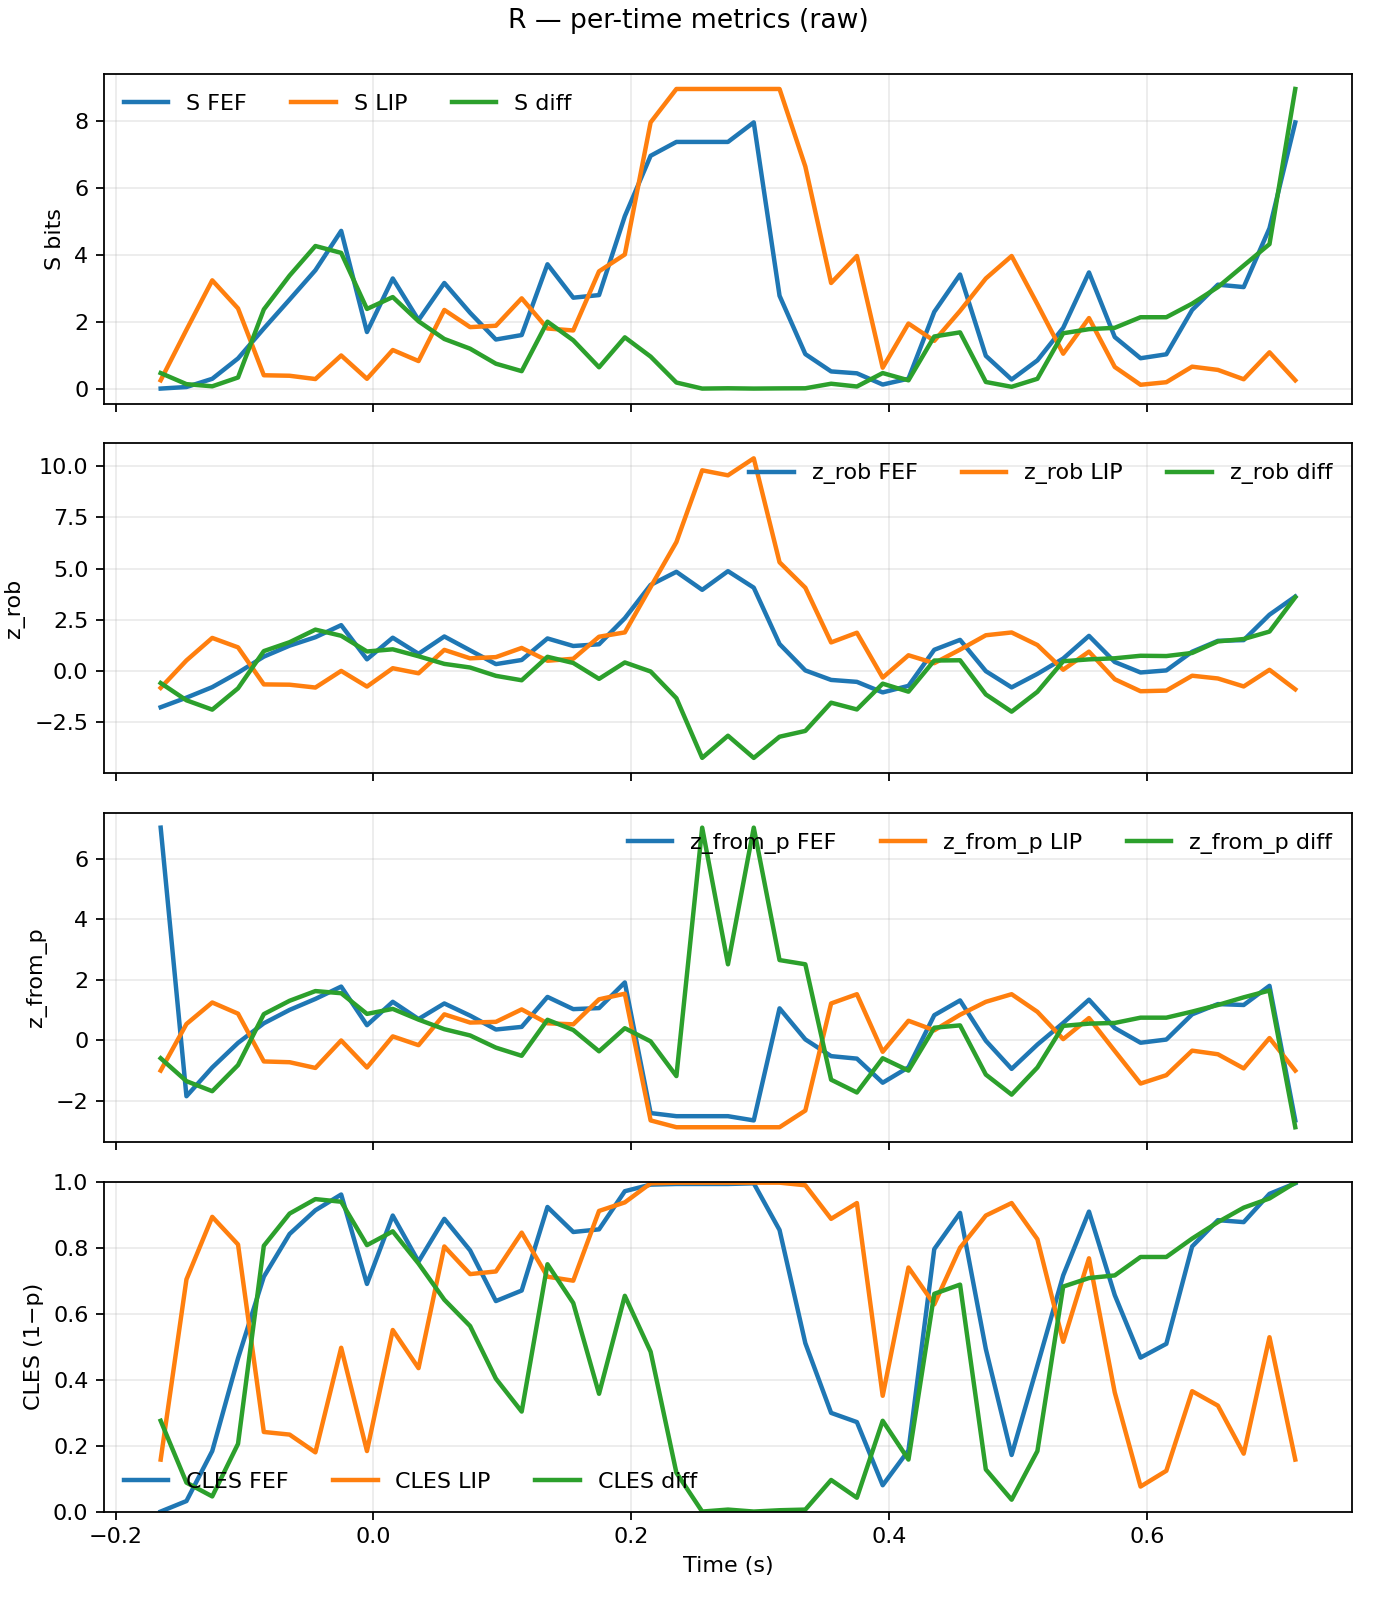 R — per-time metrics (raw)
S FEF
S LIP
S diff
8
6
4
2
0
S bits
z_rob FEF
z_rob LIP
z_rob diff
10.0
7.5
5.0
2.5
0.0
−2.5
z_rob
z_from_p FEF
z_from_p LIP
z_from_p diff
6
4
2
0
−2
z_from_p
1.0
0.8
0.6
0.4
0.2
0.0
CLES (1−p)
CLES FEF
CLES LIP
CLES diff
−0.2
0.0
0.2
0.4
0.6
Time (s)